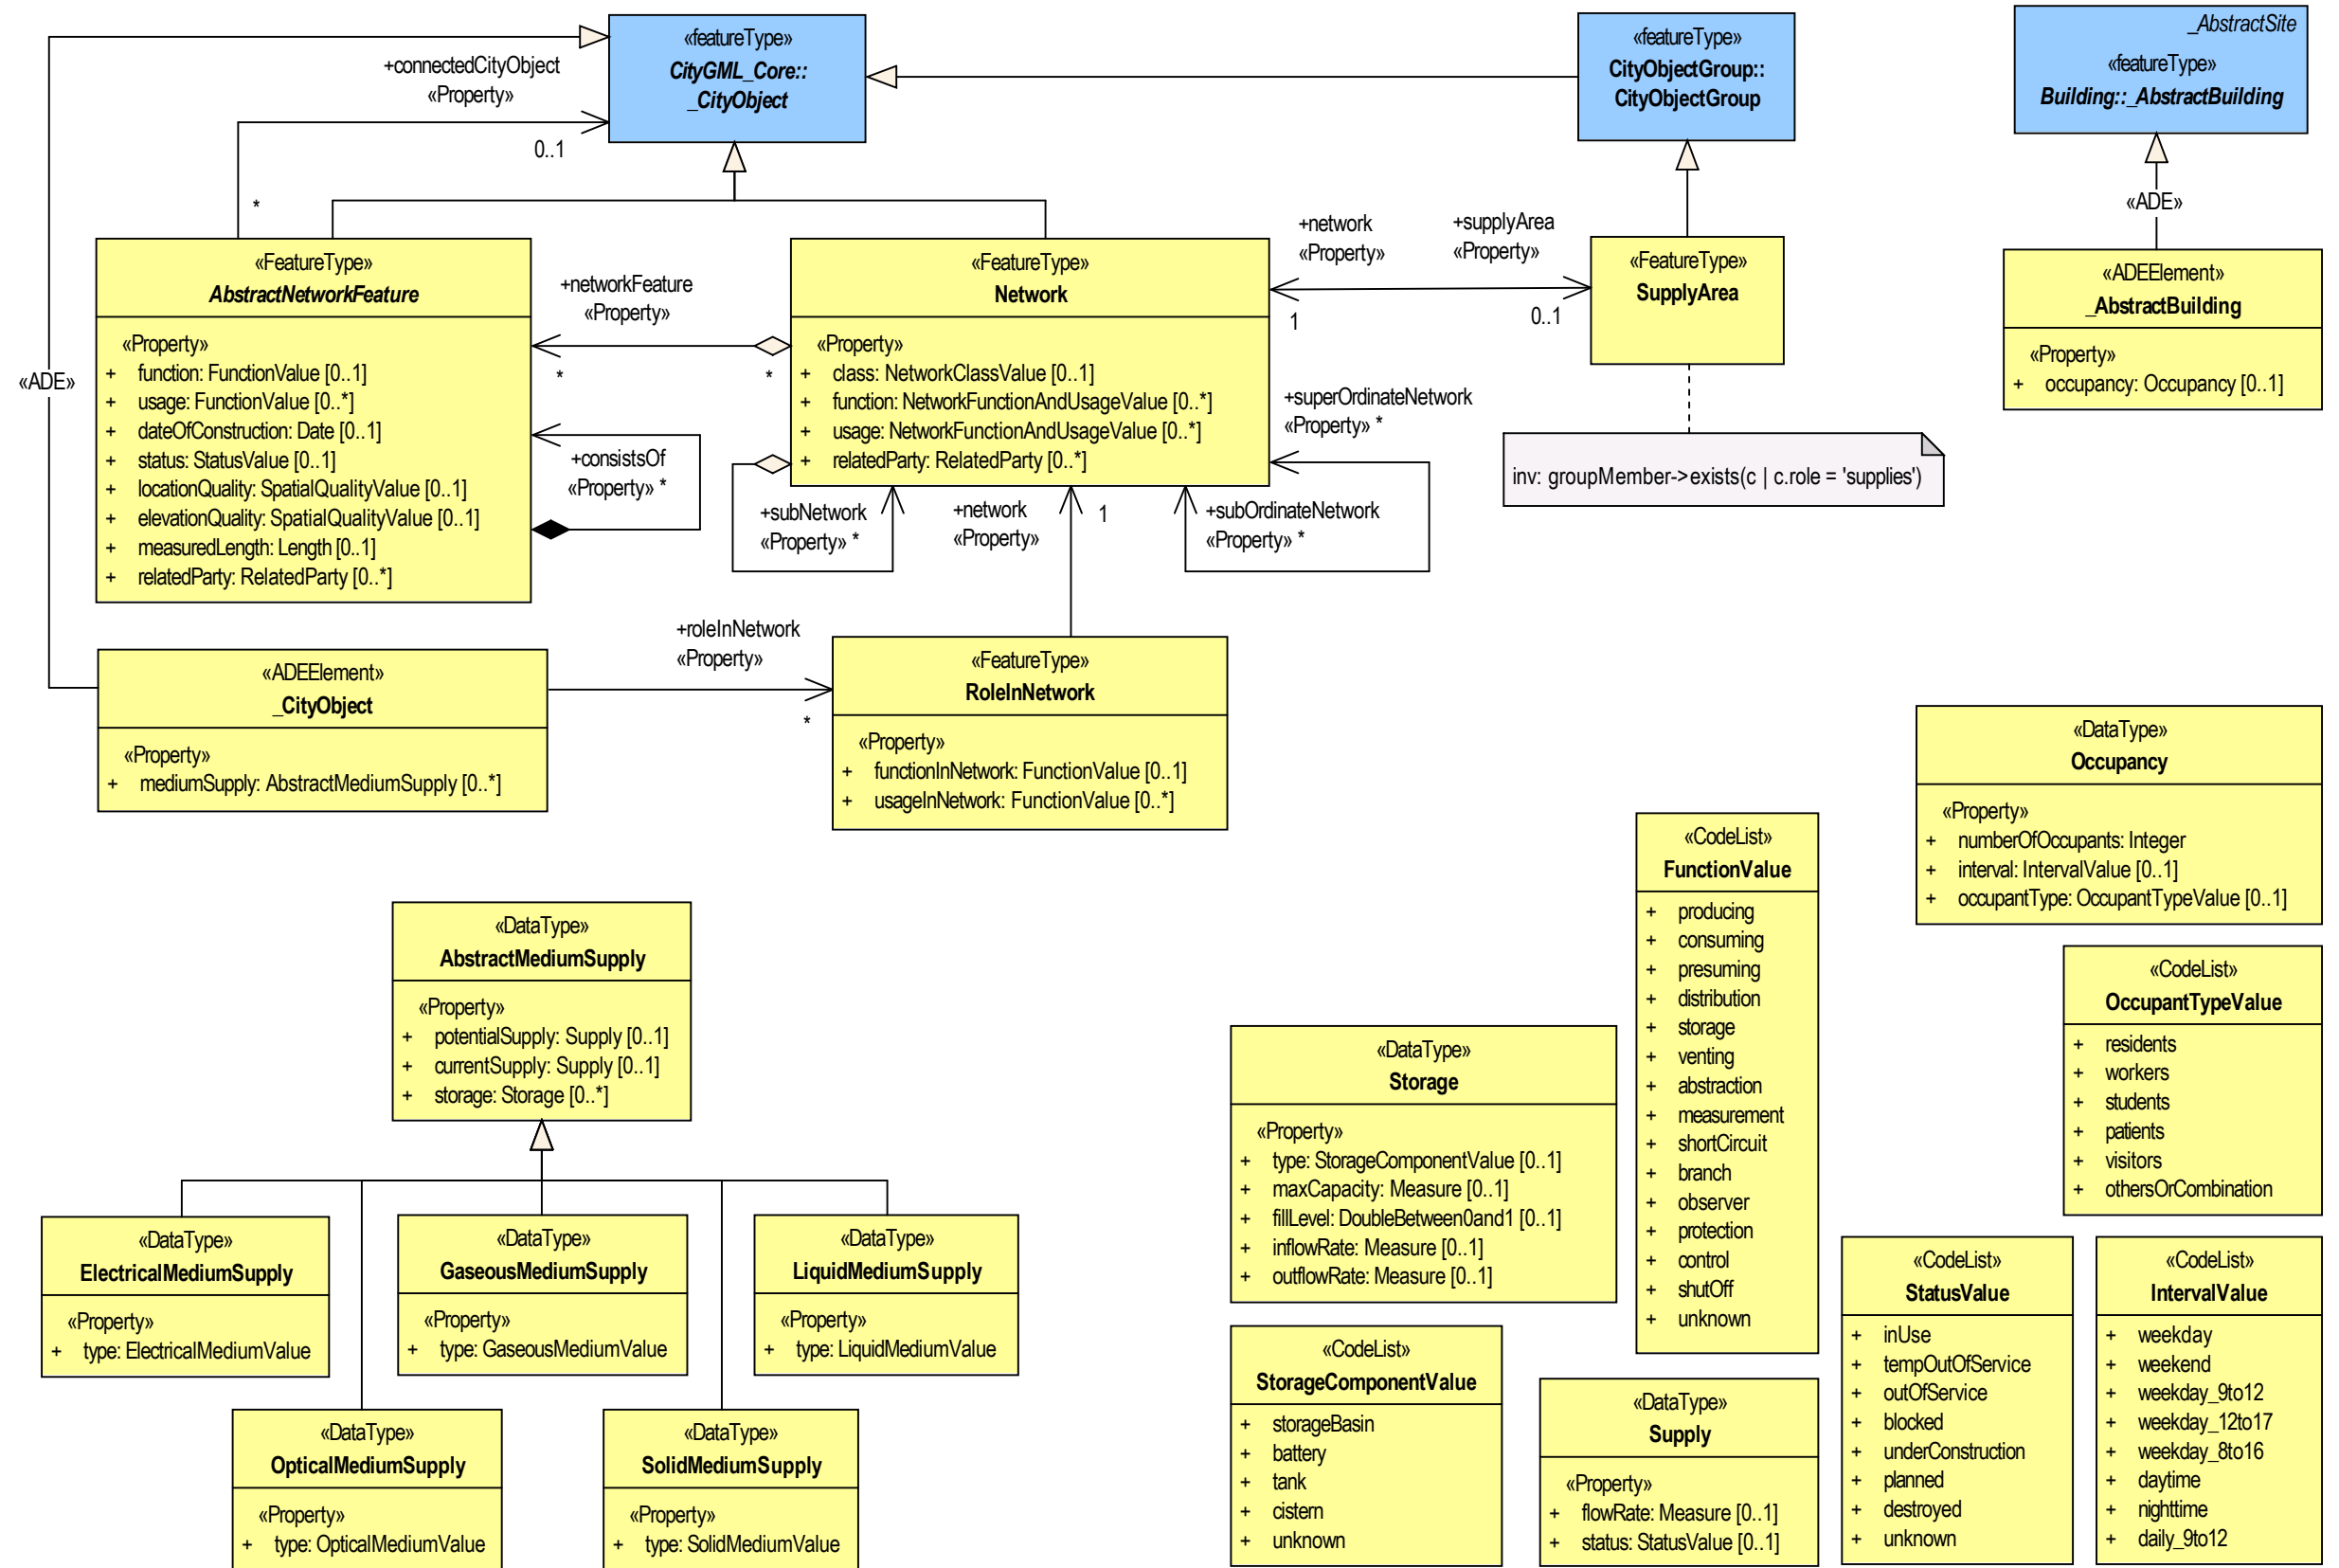 «featureType»
CityGML_Core::
_CityObject
«featureType»
CityObjectGroup::
CityObjectGroup
_AbstractSite
«featureType»
Building::_AbstractBuilding
+connectedCityObject
«Property»
0..1
*
«ADE»
«ADE»
«FeatureType»
AbstractNetworkFeature
«Property»
+ function: FunctionValue [0..1]
+ usage: FunctionValue [0..*]
+ dateOfConstruction: Date [0..1]
+ status: StatusValue [0..1]
+ locationQuality: SpatialQualityValue [0..1]
+ elevationQuality: SpatialQualityValue [0..1]
+ measuredLength: Length [0..1]
+ relatedParty: RelatedParty [0..*]
+networkFeature
«Property»
*
*
+consistsOf
«Property» *
«FeatureType»
Network
«Property»
+ class: NetworkClassValue [0..1]
+ function: NetworkFunctionAndUsageValue [0..*]
+ usage: NetworkFunctionAndUsageValue [0..*]
+ relatedParty: RelatedParty [0..*]
+network
«Property»
1
+supplyArea
«Property»
0..1
«FeatureType»
SupplyArea
«ADEElement»
_AbstractBuilding
«Property»
+ occupancy: Occupancy [0..1]
+superOrdinateNetwork
«Property» *
inv: groupMember->exists(c | c.role = 'supplies')
+subNetwork
«Property» *
+network
«Property»
1
+subOrdinateNetwork
«Property» *
«ADEElement»
_CityObject
«Property»
+ mediumSupply: AbstractMediumSupply [0..*]
+roleInNetwork
«Property»
*
«FeatureType»
RoleInNetwork
«Property»
+ functionInNetwork: FunctionValue [0..1]
+ usageInNetwork: FunctionValue [0..*]
«DataType»
Occupancy
«Property»
+ numberOfOccupants: Integer
+ interval: IntervalValue [0..1]
+ occupantType: OccupantTypeValue [0..1]
«CodeList»
FunctionValue
+ producing
+ consuming
+ presuming
+ distribution
+ storage
+ venting
+ abstraction
+ measurement
+ shortCircuit
+ branch
+ observer
+ protection
+ control
+ shutOff
+ unknown
«DataType»
AbstractMediumSupply
«Property»
+ potentialSupply: Supply [0..1]
+ currentSupply: Supply [0..1]
+ storage: Storage [0..*]
«CodeList»
OccupantTypeValue
+ residents
+ workers
+ students
+ patients
+ visitors
+ othersOrCombination
«DataType»
Storage
«Property»
+ type: StorageComponentValue [0..1]
+ maxCapacity: Measure [0..1]
+ fillLevel: DoubleBetween0and1 [0..1]
+ inflowRate: Measure [0..1]
+ outflowRate: Measure [0..1]
«DataType»
ElectricalMediumSupply
«Property»
+ type: ElectricalMediumValue
«DataType»
GaseousMediumSupply
«Property»
+ type: GaseousMediumValue
«DataType»
LiquidMediumSupply
«Property»
+ type: LiquidMediumValue
«DataType»
OpticalMediumSupply
«Property»
+ type: OpticalMediumValue
«DataType»
SolidMediumSupply
«Property»
+ type: SolidMediumValue
«CodeList»
StorageComponentValue
+ storageBasin
+ battery
+ tank
+ cistern
+ unknown
«DataType»
Supply
«Property»
+ flowRate: Measure [0..1]
+ status: StatusValue [0..1]
«CodeList»
StatusValue
+ inUse
+ tempOutOfService
+ outOfService
+ blocked
+ underConstruction
+ planned
+ destroyed
+ unknown
«CodeList»
IntervalValue
+ weekday
+ weekend
+ weekday_9to12
+ weekday_12to17
+ weekday_8to16
+ daytime
+ nighttime
+ daily_9to12